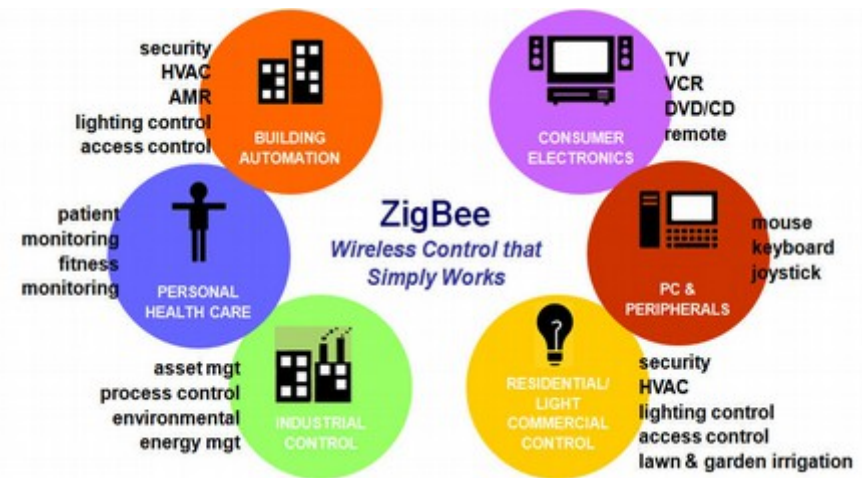 security
HVAC
AMR
lighting control
access control
BUILDING
AUTOMATION
TV
VCR
DVD/CD
remote
CONSUMER
ELECTRONICS
patient
monitoring
fitness
monitoring
PERSONAL
HEALTH CARE
ZigBee
Wireless Control that
Simply Works
mouse
keyboard
joystick
PC &
PERIPHERALS
asset mgt
process control
environmental
energy mgt
INDUSTRIAL
CONTROL
?
RESIDENTIAL/
LIGHT
COMMERCIAL
CONTROL
security
HVAC
lighting control
access control
lawn & garden irrigation